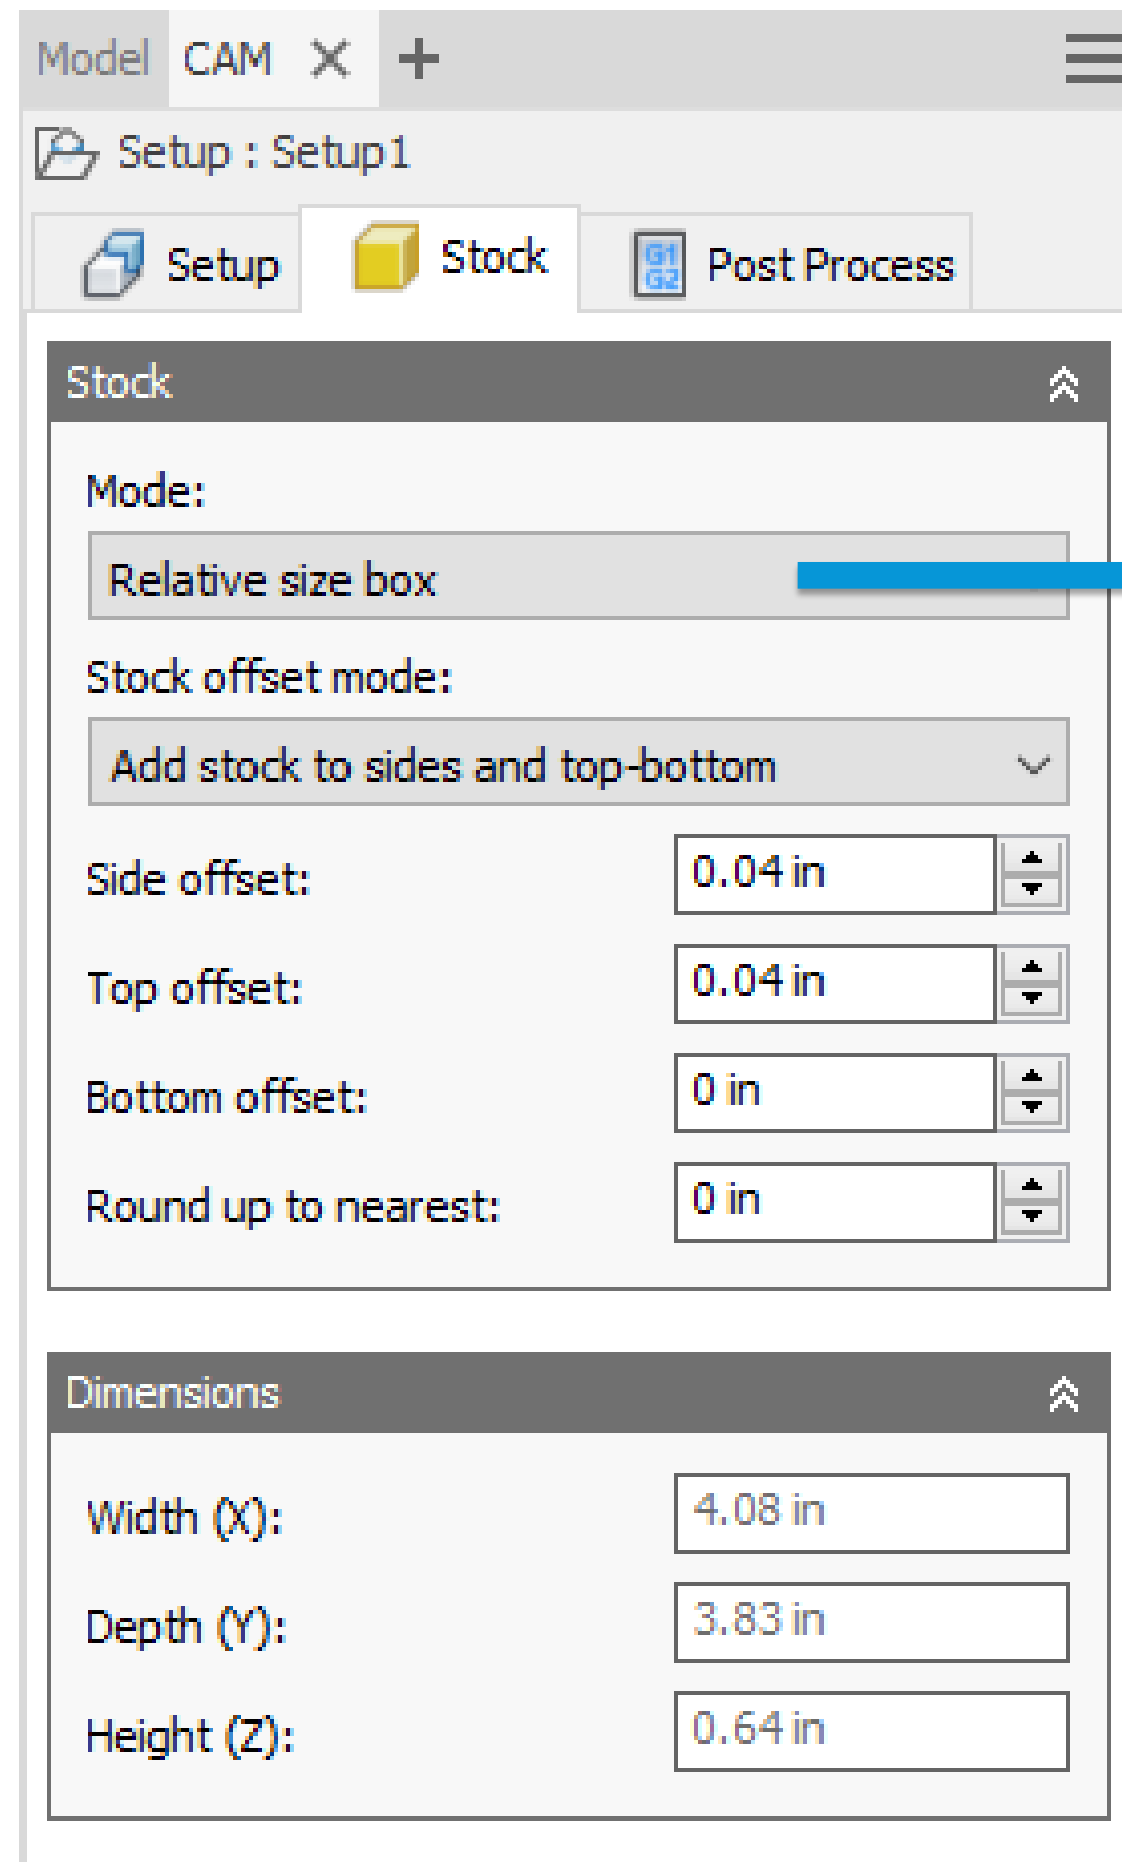 Model CAM
Setup : Setup1
Setup Stock G1 G2 Post Process
Stock
Mode:
Relative size box
Stock offset mode:
Add stock to sides and top-bottom
Side offset: 0.04 in
Top offset: 0.04 in
Bottom offset: 0 in
Round up to nearest: 0 in
Dimensions
Width (X): 4.08 in
Depth (Y): 3.83 in
Height (Z): 0.64 in